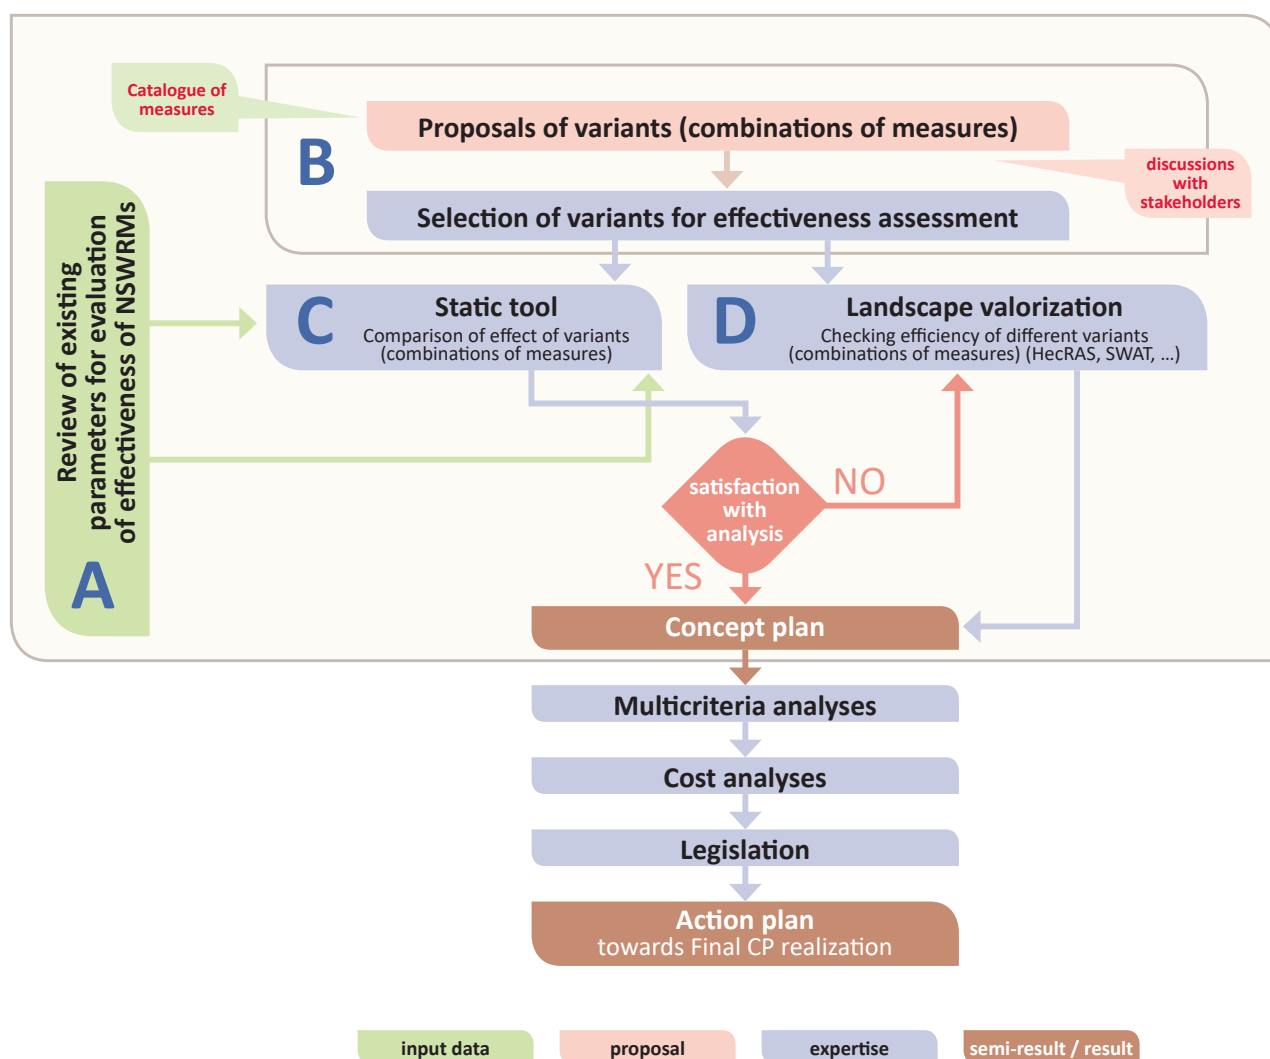 Catalogue of
measures
B
Proposals of variants (combinations of measures)
discussions
with
stakeholders
Selection of variants for effectiveness assessment
A
Review of existing
parameters for evaluation
of effectiveness of NSWRMs
C
Static tool
Comparison of effect of variants
(combinations of measures)
D
Landscape valorization
Checking efficiency of different variants
(combinations of measures) (HecRAS, SWAT, ...)
satisfaction
with
analysis
NO
YES
Concept plan
Multicriteria analyses
Cost analyses
Legislation
Action plan
towards Final CP realization
input data
proposal
expertise
semi-result / result